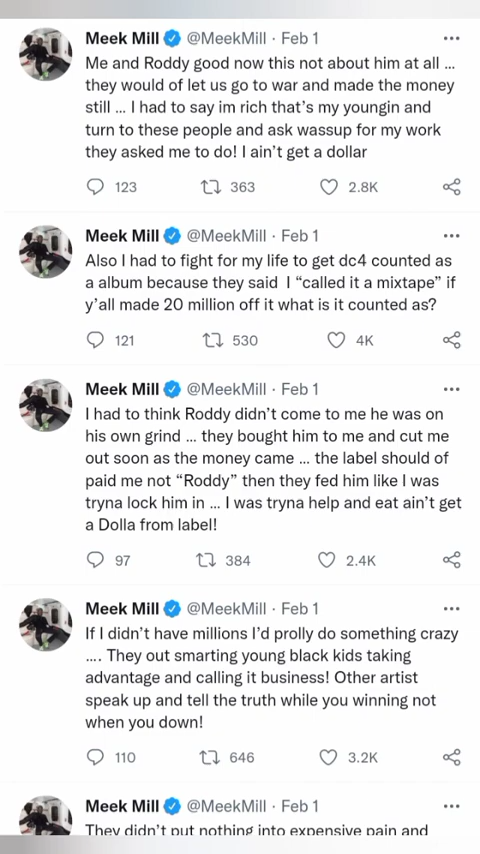 Meek Mill @MeekMill · Feb 1
Me and Roddy good now this not about him at all ...
they would of let us go to war and made the money
still ... I had to say im rich that's my youngin and
turn to these people and ask wassup for my work
they asked me to do! I ain't get a dollar
123 363 2.8K
Meek Mill @MeekMill · Feb 1
Also I had to fight for my life to get dc4 counted as
a album because they said I “called it a mixtape” if
y'all made 20 million off it what is it counted as?
121 530 4K
Meek Mill @MeekMill · Feb 1
I had to think Roddy didn't come to me he was on
his own grind ... they bought him to me and cut me
out soon as the money came ... the label should of
paid me not “Roddy” then they fed him like I was
tryna lock him in ... I was tryna help and eat ain't get
a Dolla from label!
97 384 2.4K
Meek Mill @MeekMill · Feb 1
If I didn't have millions I'd prolly do something crazy
.... They out smarting young black kids taking
advantage and calling it business! Other artist
speak up and tell the truth while you winning not
when you down!
110 646 3.2K
Meek Mill @MeekMill · Feb 1
They didn't put nothing into expensive pain and